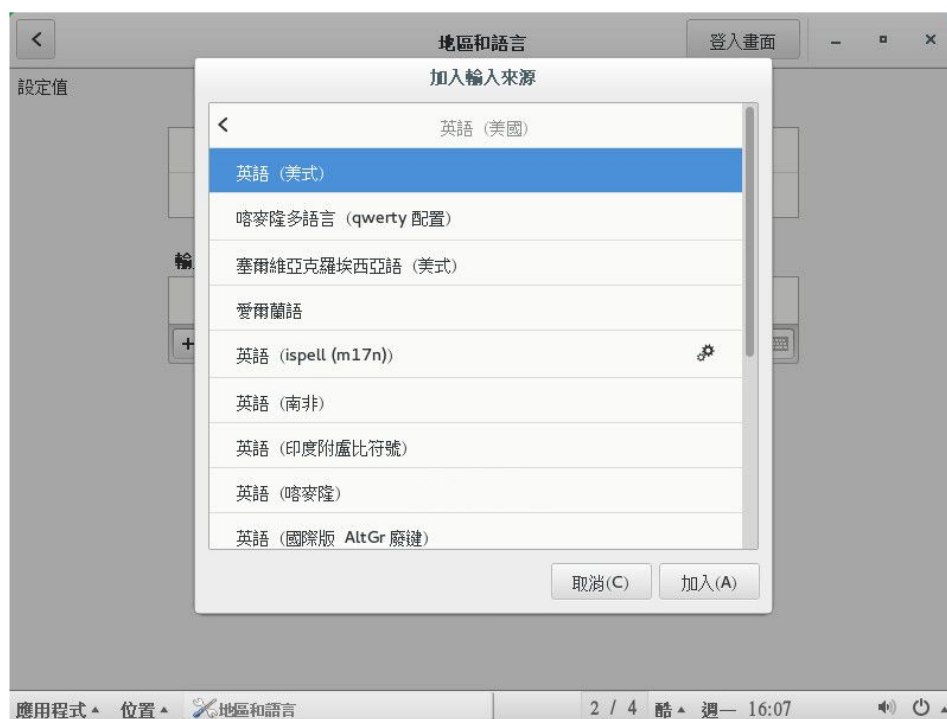 地區和語言 登入畫面
設定值
加入輸入來源
英語 (美國)
英語 (美式)
喀麥隆多語言 (qwerty 配置)
塞爾維亞克羅埃西亞語 (美式)
愛爾蘭語
輸
英語 (ispell (m17n))
英語 (南非)
英語 (印度附盧比符號)
英語 (喀麥隆)
英語 (國際版 AltGr 廢鍵)
取消(C) 加入(A)
應用程式 位置 地區和語言 2 / 4 酷 週一 16:07